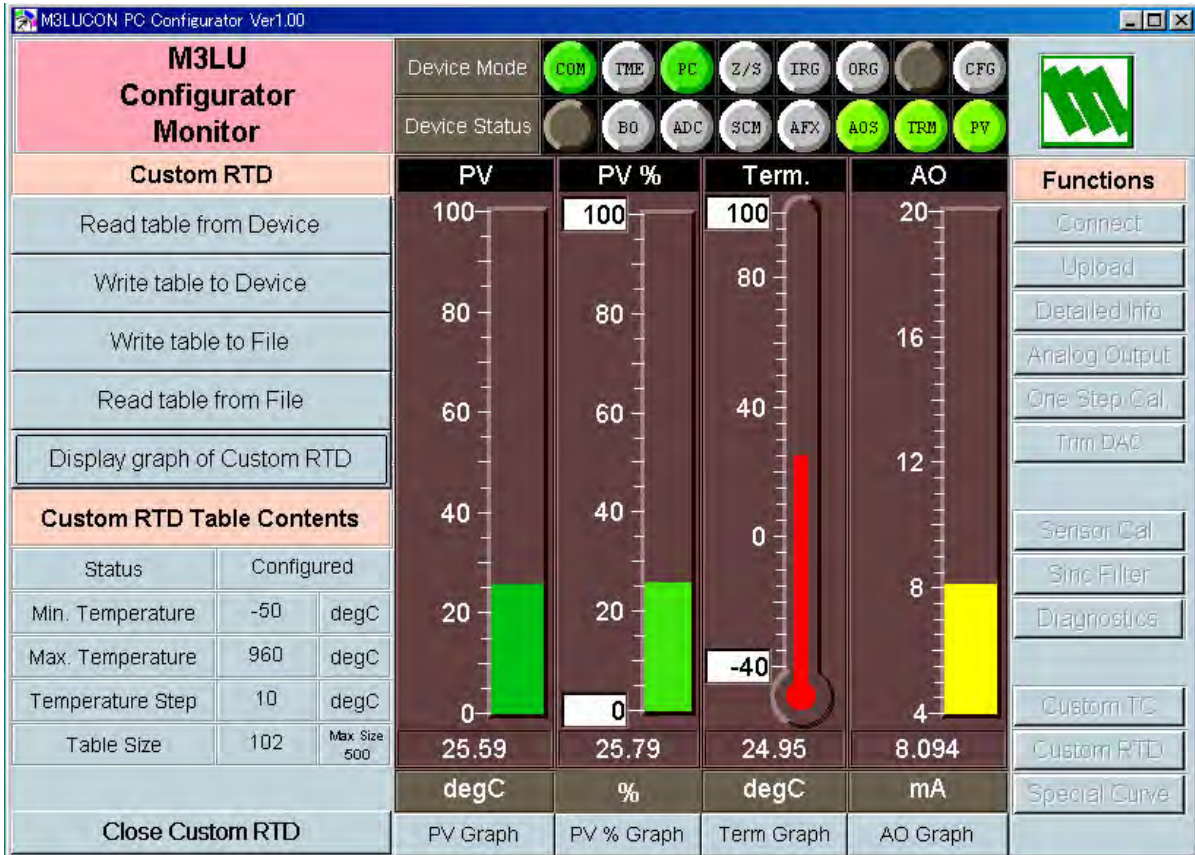 M3LUCON PC Configurator Ver1.00
M3LU
Configurator
Monitor
Device Mode
COM
TME
PC
Z/S
IRG
ORG
CFG
Device Status
BO
ADC
SCM
AFX
AOS
TRM
PV
Custom RTD
Read table from Device
Write table to Device
Write table to File
Read table from File
Display graph of Custom RTD
Custom RTD Table Contents
Status Configured
Min. Temperature -50 degC
Max. Temperature 960 degC
Temperature Step 10 degC
Table Size 102 Max Size
500
Close Custom RTD
PV
100
80
60
40
20
0
25.59
degC
PV Graph
PV %
100
80
60
40
20
0
25.79
%
PV % Graph
Term.
100
80
40
0
-40
24.95
degC
Term Graph
AO
20
16
12
8
4
8.094
mA
AO Graph
Functions
Connect
Upload
Detailed Info
Analog Output
One Step Cal.
Trim DAC
Sensor Cal.
Sinc Filter
Diagnostics
Custom TC
Custom RTD
Special Curve